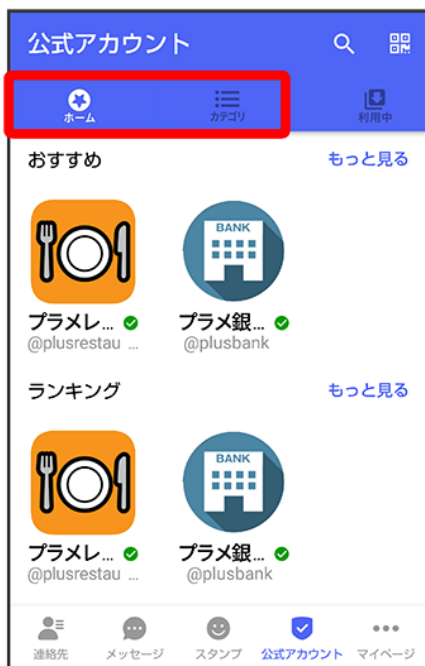 公式アカウント
ホーム カテゴリ 利用中
おすすめ もっと見る
BANK
プラメレ... プラメ銀...
@plusrestau ... @plusbank
ランキング もっと見る
BANK
プラメレ... プラメ銀...
@plusrestau ... @plusbank
連絡先 メッセージ スタンプ 公式アカウント マイページ